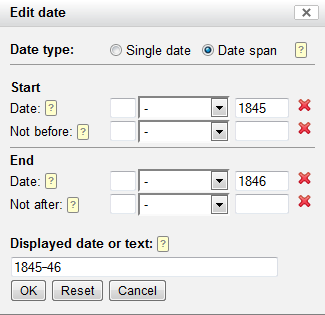 Edit date
Date type: Single date Date span ?
Start
Date: ? - 1845
Not before: ? -
End
Date: ? - 1846
Not after: ? -
Displayed date or text: ?
1845–46
OK Reset Cancel